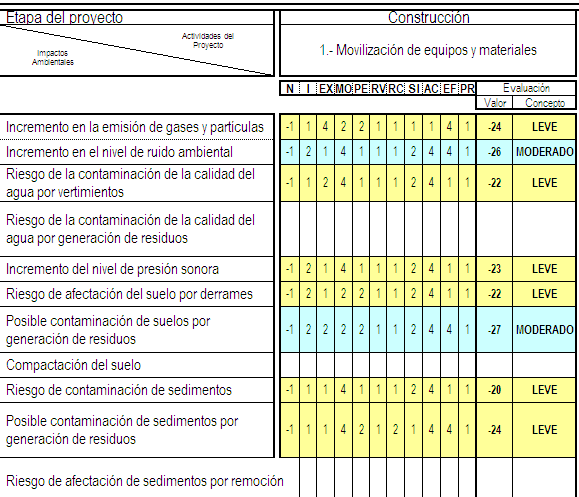 Etapa del proyecto Construcción
Actividades del
Proyecto
Impactos
Ambientales
1.- Movilización de equipos y materiales
N I EX MO PE RV RC SI AC EF PR Evaluación
Valor Concepto
Incremento en la emisión de gases y particulas -1 1 4 2 2 1 1 1 1 4 1 -24 LEVE
Incremento en el nivel de ruido ambiental -1 2 1 4 1 1 1 2 4 4 1 -26 MODERADO
Riesgo de la contaminación de la calidad del
agua por vertimientos -1 1 2 4 1 1 1 2 4 1 1 -22 LEVE
Riesgo de la contaminación de la calidad del
agua por generación de residuos
Incremento del nivel de presión sonora -1 2 1 4 1 1 1 2 4 1 1 -23 LEVE
Riesgo de afectación del suelo por derrames -1 2 1 2 2 1 1 2 4 1 1 -22 LEVE
Posible contaminación de suelos por
generación de residuos -1 2 2 2 2 1 1 2 4 4 1 -27 MODERADO
Compactación del suelo
Riesgo de contaminación de sedimentos -1 1 1 4 1 1 1 2 4 1 1 -20 LEVE
Posible contaminación de sedimentos por
generación de residuos -1 1 1 4 2 1 2 1 4 4 1 -24 LEVE
Riesgo de afectación de sedimentos por remoción